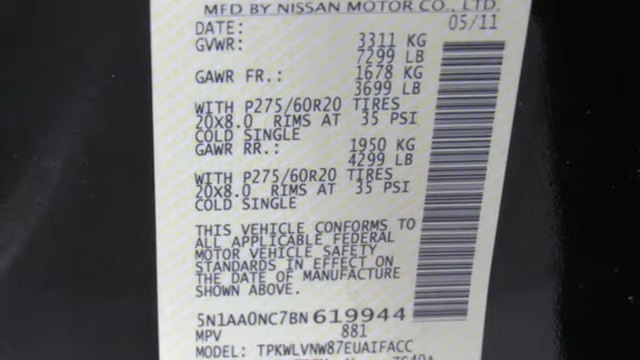 MFD BY NISSAN MOTOR CO., LTD.
DATE: 05/11
GVWR: 3311 KG
7299 LB
GAWR FR.: 1678 KG
3699 LB
WITH P275/60R20 TIRES
20x8.0 RIMS AT 35 PSI
COLD SINGLE
GAWR RR.: 1950 KG
4299 LB
WITH P275/60R20 TIRES
20x8.0 RIMS AT 35 PSI
COLD SINGLE
THIS VEHICLE CONFORMS TO
ALL APPLICABLE FEDERAL
MOTOR VEHICLE SAFETY
STANDARDS IN EFFECT ON
THE DATE OF MANUFACTURE
SHOWN ABOVE.
5N1AA0NC7BN619944
MPV 881
MODEL: TPKWLVNW87EUAIFACC